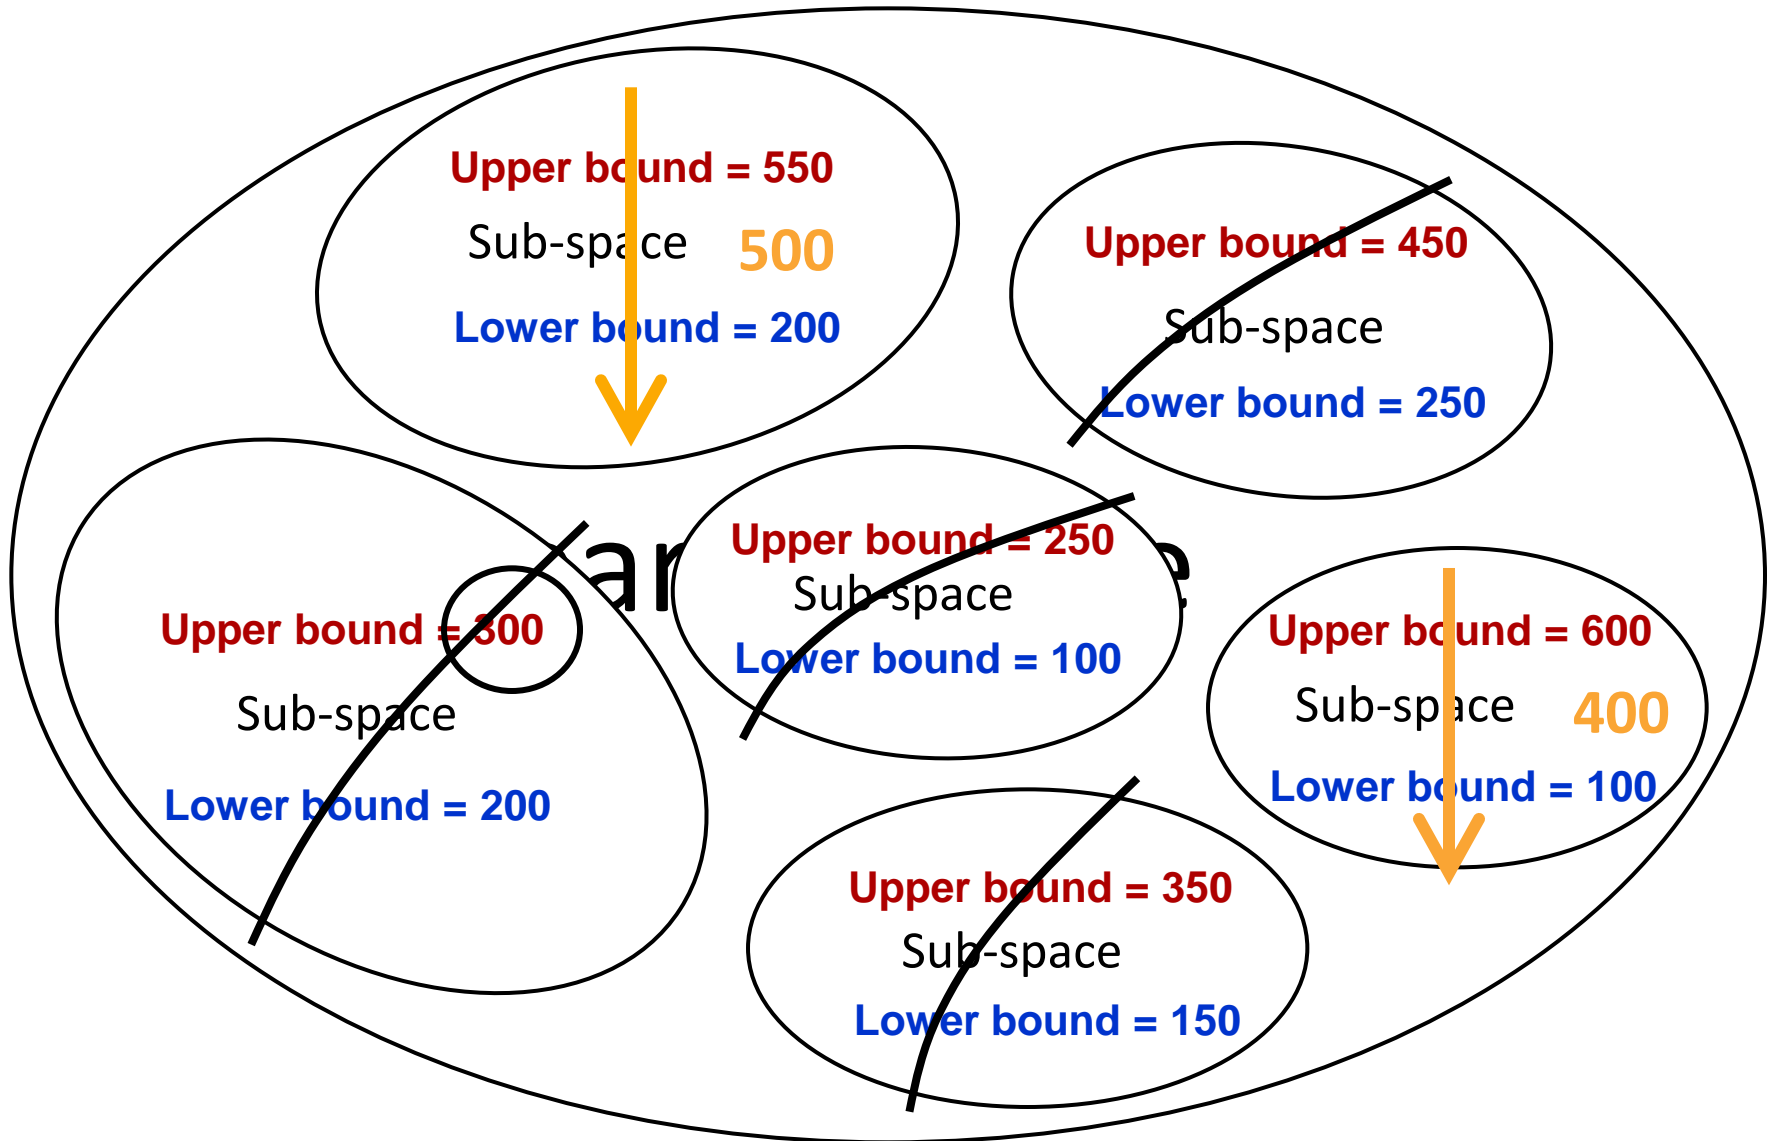 Upper bound = 550
Sub-space 500
Lower bound = 200
Upper bound = 450
Sub-space
Lower bound = 250
Upper bound = 300
Sub-space
Lower bound = 200
Upper bound = 250
Sub-space
Lower bound = 100
Upper bound = 600
Sub-space 400
Lower bound = 100
Upper bound = 350
Sub-space
Lower bound = 150